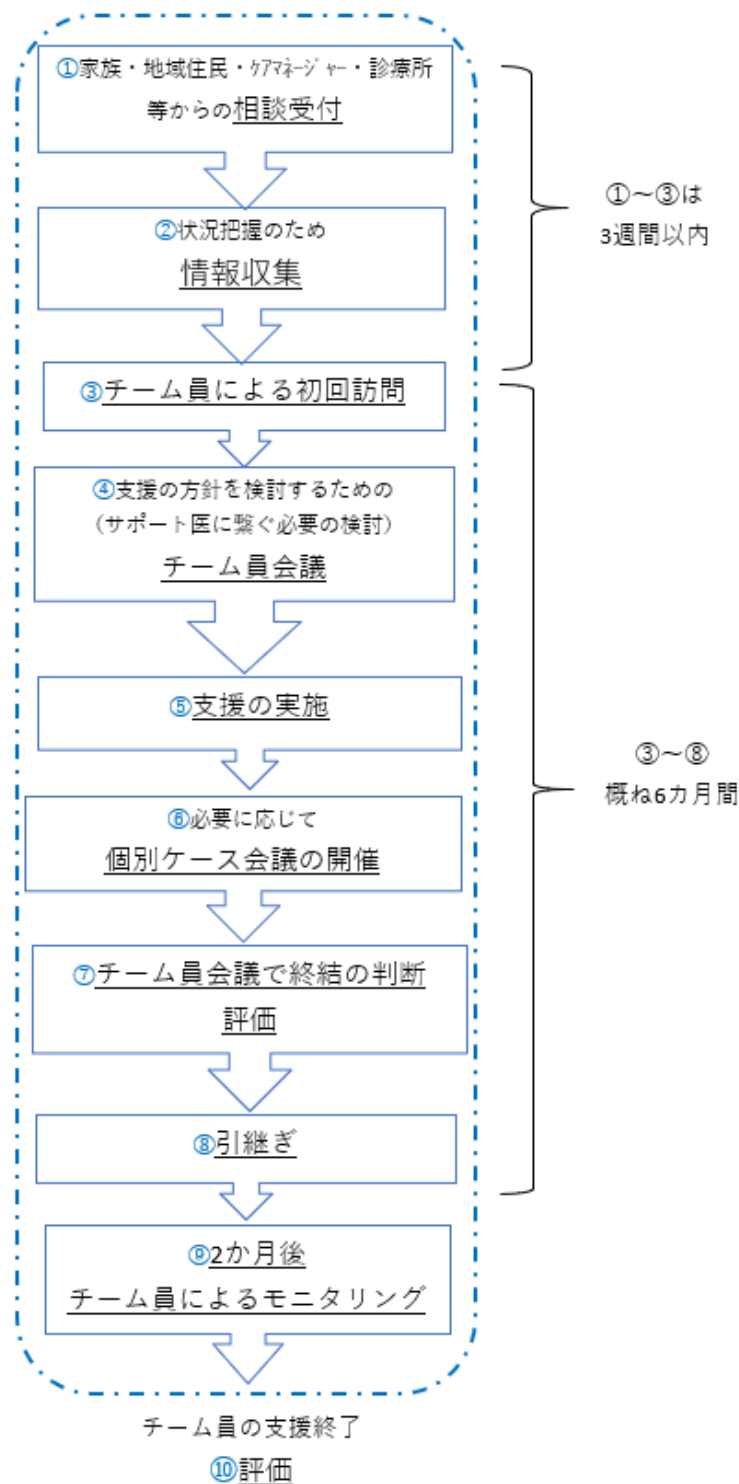 ①家族・地域住民・ｹｱﾏﾈｰｼﾞｬｰ・診療所
等からの相談受付
①～③は
3週間以内
②状況把握のため
情報収集
③チーム員による初回訪問
④支援の方針を検討するための
（サポート医に繋ぐ必要の検討）
チーム員会議
⑤支援の実施
③～⑧
概ね6カ月間
⑥必要に応じて
個別ケース会議の開催
⑦チーム員会議で終結の判断
評価
⑧引継ぎ
⑨2か月後
チーム員によるモニタリング
チーム員の支援終了
⑩評価